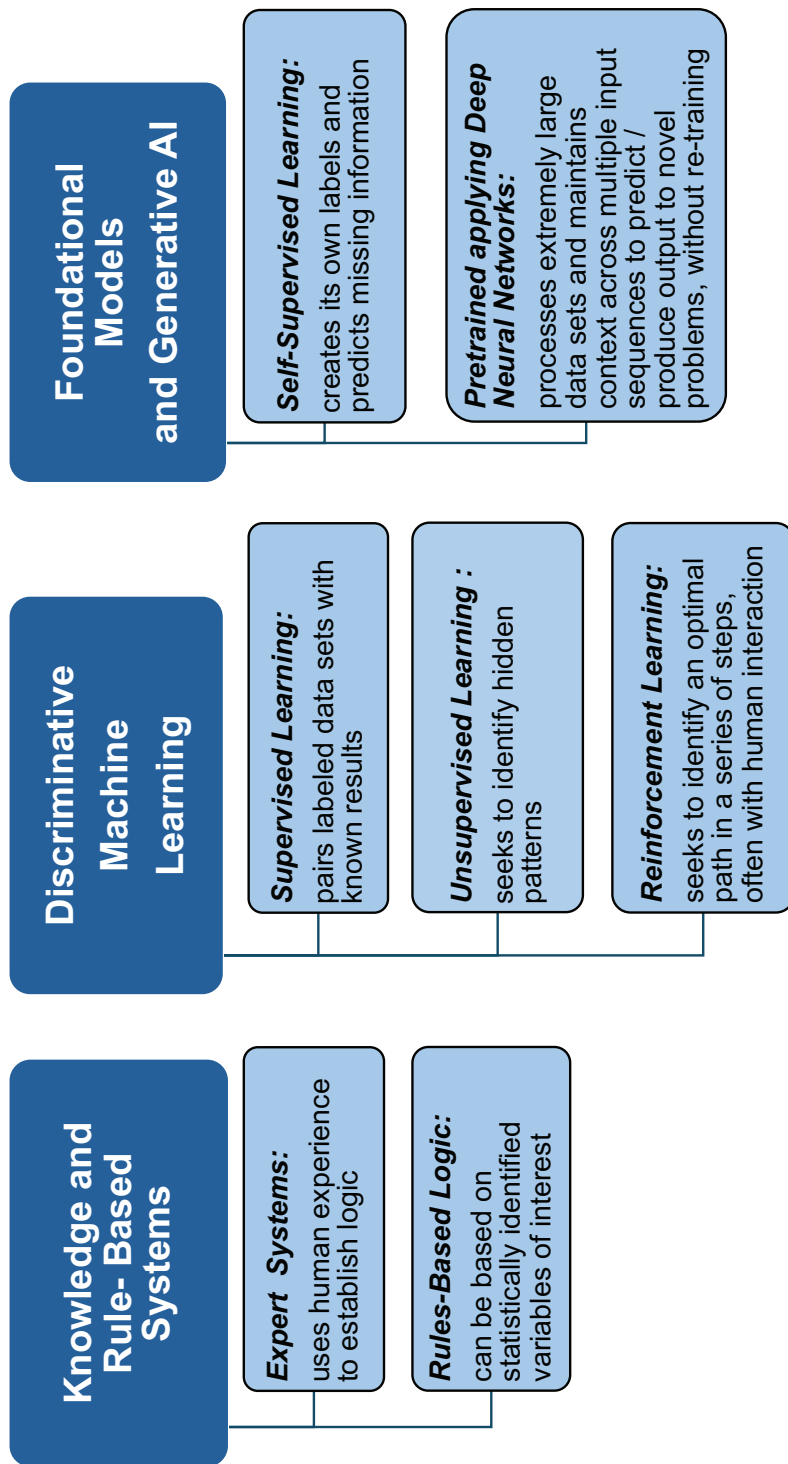 Knowledge and
Rule- Based
Systems
Expert Systems:
uses human experience
to establish logic
Rules-Based Logic:
can be based on
statistically identified
variables of interest
Discriminative
Machine
Learning
Supervised Learning:
pairs labeled data sets with
known results
Unsupervised Learning :
seeks to identify hidden
patterns
Reinforcement Learning:
seeks to identify an optimal
path in a series of steps,
often with human interaction
Foundational
Models
and Generative AI
Self-Supervised Learning:
creates its own labels and
predicts missing information
Pretrained applying Deep
Neural Networks:
processes extremely large
data sets and maintains
context across multiple input
sequences to predict /
produce output to novel
problems, without re-training